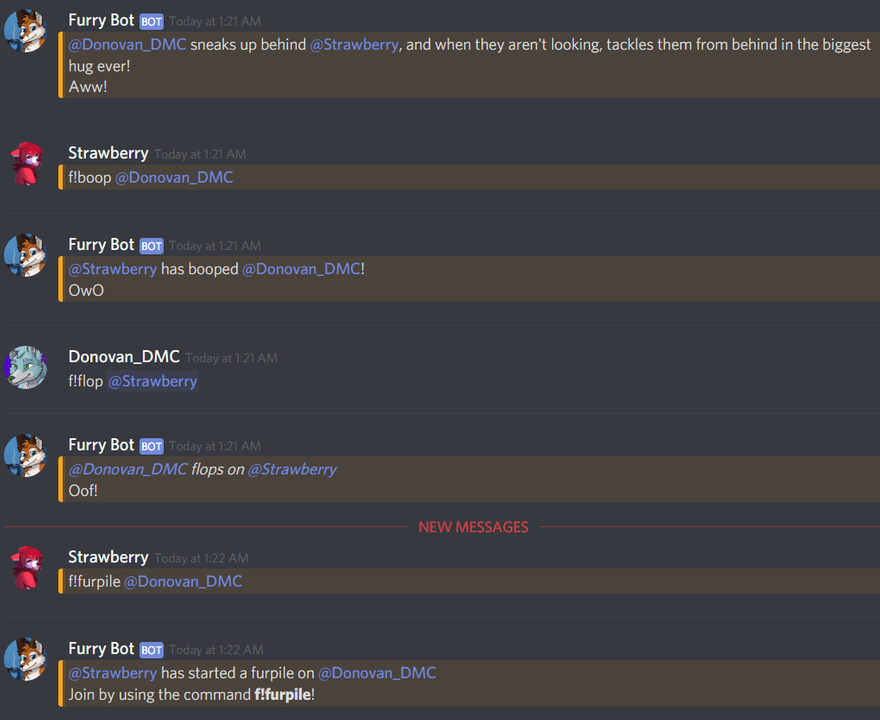 Furry Bot BOT Today at 1:21 AM
@Donovan_DMC sneaks up behind @Strawberry, and when they aren't looking, tackles them from behind in the biggest
hug ever!
Aww!
Strawberry Today at 1:21 AM
f!boop @Donovan_DMC
Furry Bot BOT Today at 1:21 AM
@Strawberry has booped @Donovan_DMC!
OwO
Donovan_DMC Today at 1:21 AM
f!flop @Strawberry
Furry Bot BOT Today at 1:21 AM
@Donovan_DMC flops on @Strawberry
Oof!
NEW MESSAGES
Strawberry Today at 1:22 AM
f!furpile @Donovan_DMC
Furry Bot BOT Today at 1:22 AM
@Strawberry has started a furpile on @Donovan_DMC
Join by using the command f!furpile!